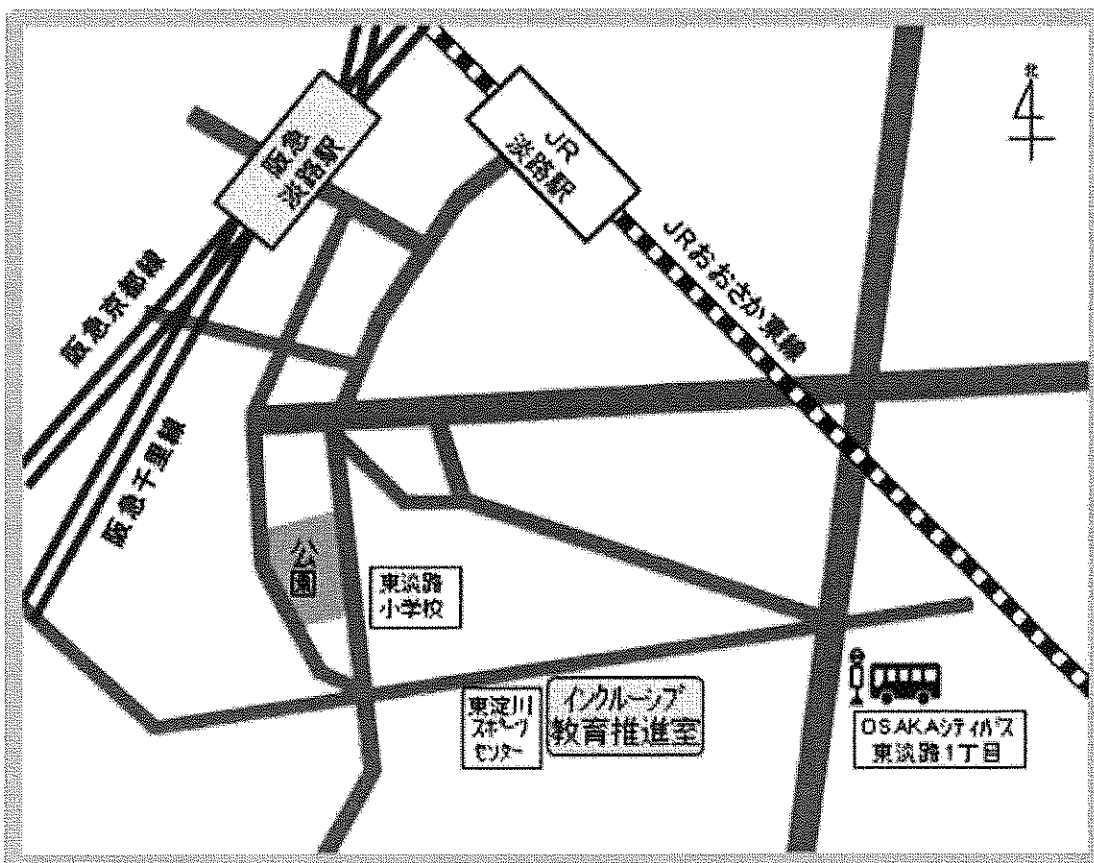 北
阪急
淡路駅
JR
淡路駅
JRおおさか東線
阪急京都線
阪急千里線
公園
東淡路
小学校
東淀川
スポーツ
センター
インクルーシブ
教育推進室
OSAKAシティバス
東淡路1丁目